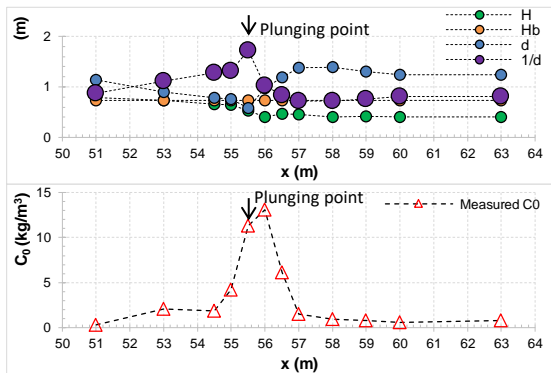 (m)
2
1
0
Plunging point
H
Hb
d
1/d
50 51 52 53 54 55 56 57 58 59 60 61 62 63 64
x (m)
C₀ (kg/m³)
15
10
5
0
Plunging point
Measured C0
50 51 52 53 54 55 56 57 58 59 60 61 62 63 64
x (m)